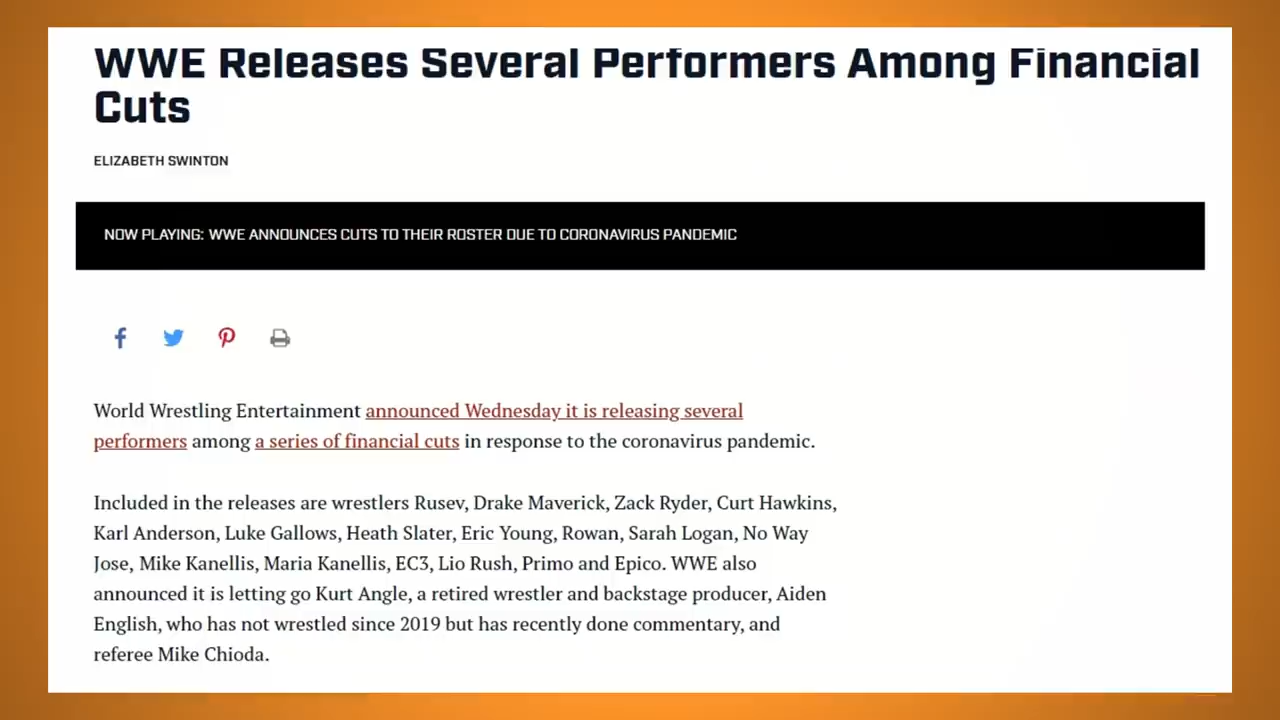 WWE Releases Several Performers Among Financial
Cuts
ELIZABETH SWINTON
NOW PLAYING: WWE ANNOUNCES CUTS TO THEIR ROSTER DUE TO CORONAVIRUS PANDEMIC
World Wrestling Entertainment announced Wednesday it is releasing several
performers among a series of financial cuts in response to the coronavirus pandemic.
Included in the releases are wrestlers Rusev, Drake Maverick, Zack Ryder, Curt Hawkins,
Karl Anderson, Luke Gallows, Heath Slater, Eric Young, Rowan, Sarah Logan, No Way
Jose, Mike Kanellis, Maria Kanellis, EC3, Lio Rush, Primo and Epico. WWE also
announced it is letting go Kurt Angle, a retired wrestler and backstage producer, Aiden
English, who has not wrestled since 2019 but has recently done commentary, and
referee Mike Chioda.